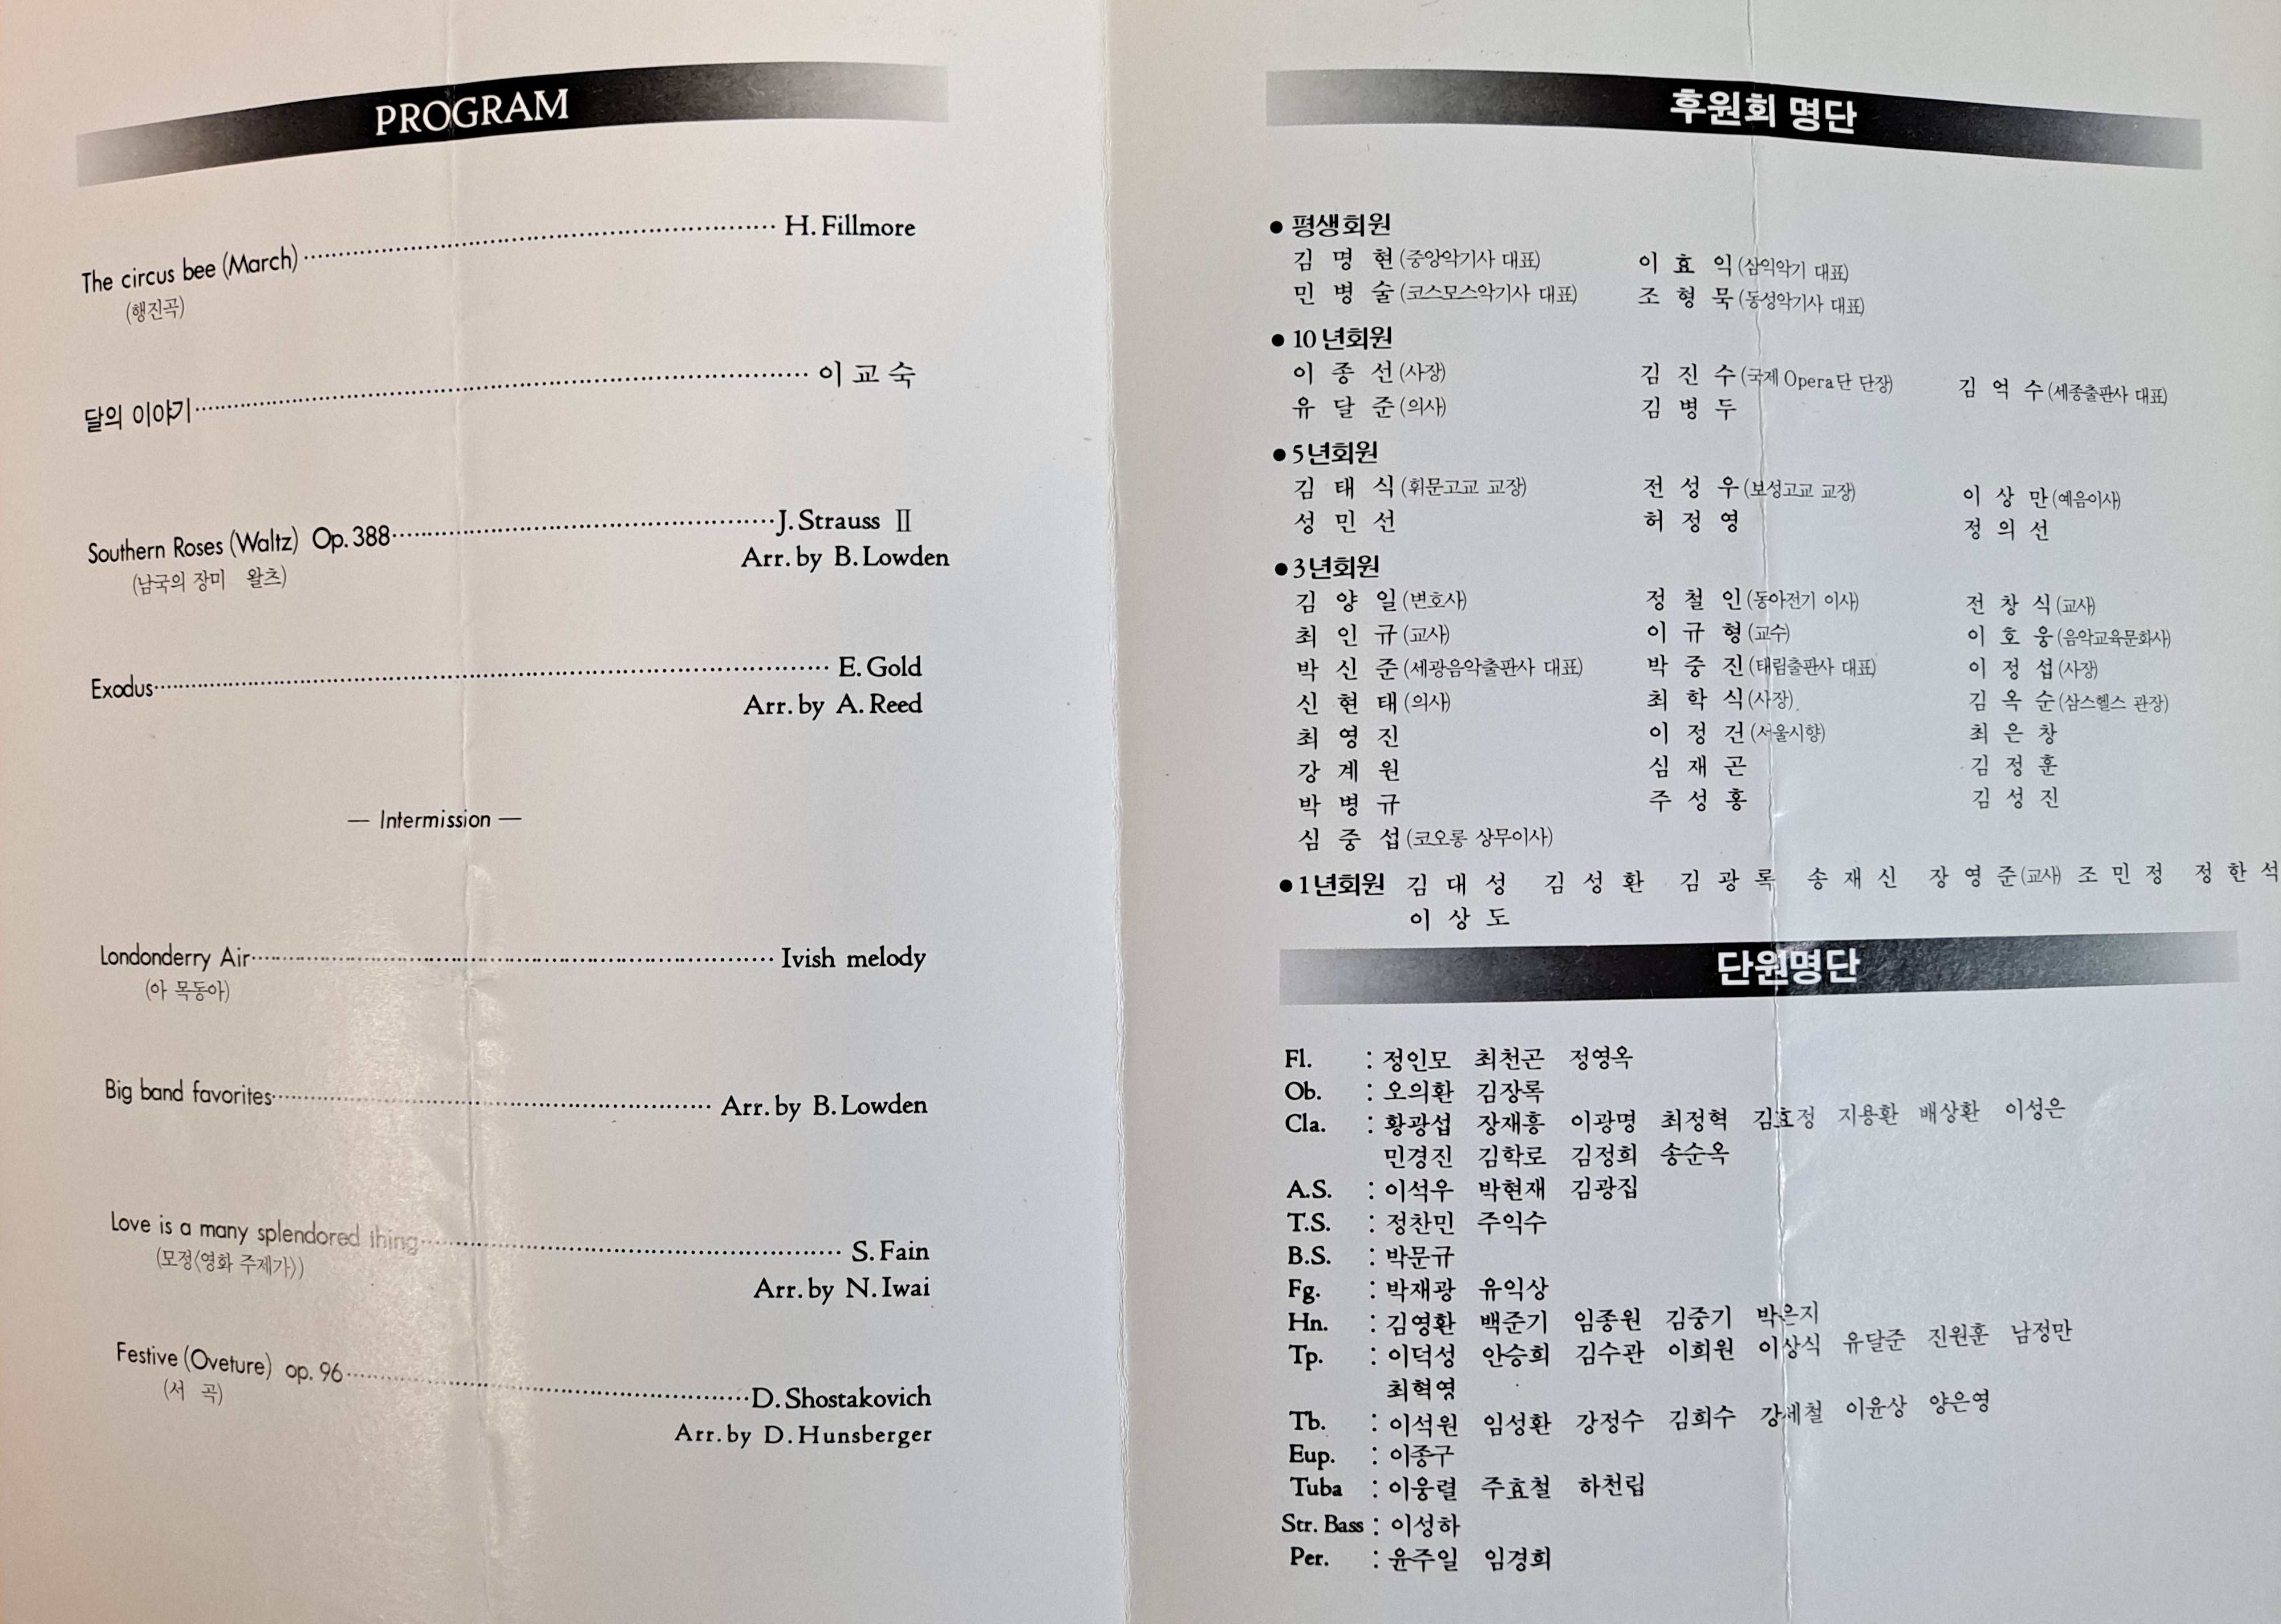 PROGRAM
The circus bee (March) H. Fillmore
(행진곡)
달의 이야기 이 교 숙
Southern Roses (Waltz) Op. 388 J. Strauss Ⅱ
Arr. by B. Lowden
(남국의 장미 왈츠)
Exodus E. Gold
Arr. by A. Reed
— Intermission —
Londonderry Air Ivish melody
(아 목동아)
Big band favorites Arr. by B. Lowden
Love is a many splendored thing S. Fain
(모정(영화 주제가))
Arr. by N. Iwai
Festive (Oveture) op. 96 D. Shostakovich
(서 곡)
Arr. by D. Hunsberger
후원회 명단
● 평생회원
김 명 현 (중앙악기사 대표) 이 효 익 (삼익악기 대표)
민 병 술 (코스모스악기사 대표) 조 형 묵 (동성악기사 대표)
● 10년회원
이 종 선 (사장) 김 진 수 (국제 Opera단 단장) 김 억 수 (세종출판사 대표)
유 달 준 (의사) 김 병 두
● 5년회원
김 태 식 (휘문고교 교장) 전 성 우 (보성고교 교장) 이 상 만 (예음이사)
성 민 선 허 정 영 정 의 선
● 3년회원
김 양 일 (변호사) 정 철 인 (동아전기 이사) 전 창 식 (교사)
최 인 규 (교사) 이 규 형 (교수) 이 호 웅 (음악교육문화사)
박 신 준 (세광음악출판사 대표) 박 중 진 (태림출판사 대표) 이 정 섭 (사장)
신 현 태 (의사) 최 학 식 (사장) 김 옥 순 (삼스헬스 관장)
최 영 진 이 정 건 (서울시향) 최 은 창
강 계 원 심 재 곤 김 정 훈
박 병 규 주 성 홍 김 성 진
심 중 섭 (코오롱 상무이사)
● 1년회원 김 대 성 김 성 환 김 광 록 송 재 신 장 영 준 (교사) 조 민 정 정 한 석
이 상 도
단원명단
Fl. : 정인모 최천곤 정영옥
Ob. : 오의환 김장록
Cla. : 황광섭 장재흥 이광명 최정혁 김효정 지용환 배상환 이성은
민경진 김학로 김정희 송순옥
A.S. : 이석우 박현재 김광집
T.S. : 정찬민 주익수
B.S. : 박문규
Fg. : 박재광 유익상
Hn. : 김영환 백준기 임종원 김중기 박은지
Tp. : 이덕성 안승희 김수관 이희원 이상식 유달준 진원훈 남정만
최혁영
Tb. : 이석원 임성환 강정수 김희수 강세철 이윤상 양은영
Eup. : 이종구
Tuba : 이웅렬 주효철 하천립
Str. Bass : 이성하
Per. : 윤주일 임경희